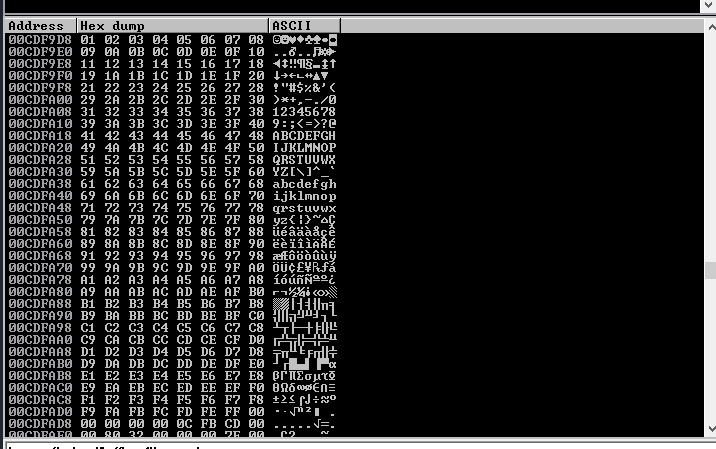 Address Hex dump ASCII
00CDF9D8 01 02 03 04 05 06 07 08 ☺☻♥♦♣♠•◘
00CDF9E0 09 0A 0B 0C 0D 0E 0F 10 ..♂..♫☼►
00CDF9E8 11 12 13 14 15 16 17 18 ◄↕‼¶§▬↨↑
00CDF9F0 19 1A 1B 1C 1D 1E 1F 20 ↓→←∟↔▲▼
00CDF9F8 21 22 23 24 25 26 27 28 !"#$%&'(
00CDFA00 29 2A 2B 2C 2D 2E 2F 30 )*+,-./0
00CDFA08 31 32 33 34 35 36 37 38 12345678
00CDFA10 39 3A 3B 3C 3D 3E 3F 40 9:;<=>?@
00CDFA18 41 42 43 44 45 46 47 48 ABCDEFGH
00CDFA20 49 4A 4B 4C 4D 4E 4F 50 IJKLMNOP
00CDFA28 51 52 53 54 55 56 57 58 QRSTUVWX
00CDFA30 59 5A 5B 5C 5D 5E 5F 60 YZ[\]^_`
00CDFA38 61 62 63 64 65 66 67 68 abcdefgh
00CDFA40 69 6A 6B 6C 6D 6E 6F 70 ijklmnop
00CDFA48 71 72 73 74 75 76 77 78 qrstuvwx
00CDFA50 79 7A 7B 7C 7D 7E 7F 80 yz{|}~⌂Ç
00CDFA58 81 82 83 84 85 86 87 88 üéâäàåçê
00CDFA60 89 8A 8B 8C 8D 8E 8F 90 ëèïîìÄÅÉ
00CDFA68 91 92 93 94 95 96 97 98 æÆôöòûùÿ
00CDFA70 99 9A 9B 9C 9D 9E 9F A0 ÖÜ¢£¥₧ƒá
00CDFA78 A1 A2 A3 A4 A5 A6 A7 A8 íóúñÑªº¿
00CDFA80 A9 AA AB AC AD AE AF B0 ⌐¬½¼¡«»░
00CDFA88 B1 B2 B3 B4 B5 B6 B7 B8 ▒▓│┤╡╢╖╕
00CDFA90 B9 BA BB BC BD BE BF C0 ╣║╗╝╜╛┐└
00CDFA98 C1 C2 C3 C4 C5 C6 C7 C8 ┴┬├─┼╞╟╚
00CDFAA0 C9 CA CB CC CD CE CF D0 ╔╩╦╠═╬╧╨
00CDFAA8 D1 D2 D3 D4 D5 D6 D7 D8 ╤╥╙╘╒╓╫╪
00CDFAB0 D9 DA DB DC DD DE DF E0 ┘┌█▄▌▐▀α
00CDFAB8 E1 E2 E3 E4 E5 E6 E7 E8 ßΓπΣσµτΦ
00CDFAC0 E9 EA EB EC ED EE EF F0 ΘΩδ∞φε∩≡
00CDFAC8 F1 F2 F3 F4 F5 F6 F7 F8 ±≥≤⌠⌡÷≈°
00CDFAD0 F9 FA FB FC FD FE FF 00 ∙·√ⁿ²■ .
00CDFAD8 00 00 00 00 0C FB CD 00 .....√═.
00CDFAE0 00 80 32 00 00 00 7E 00 .Ç2...~.